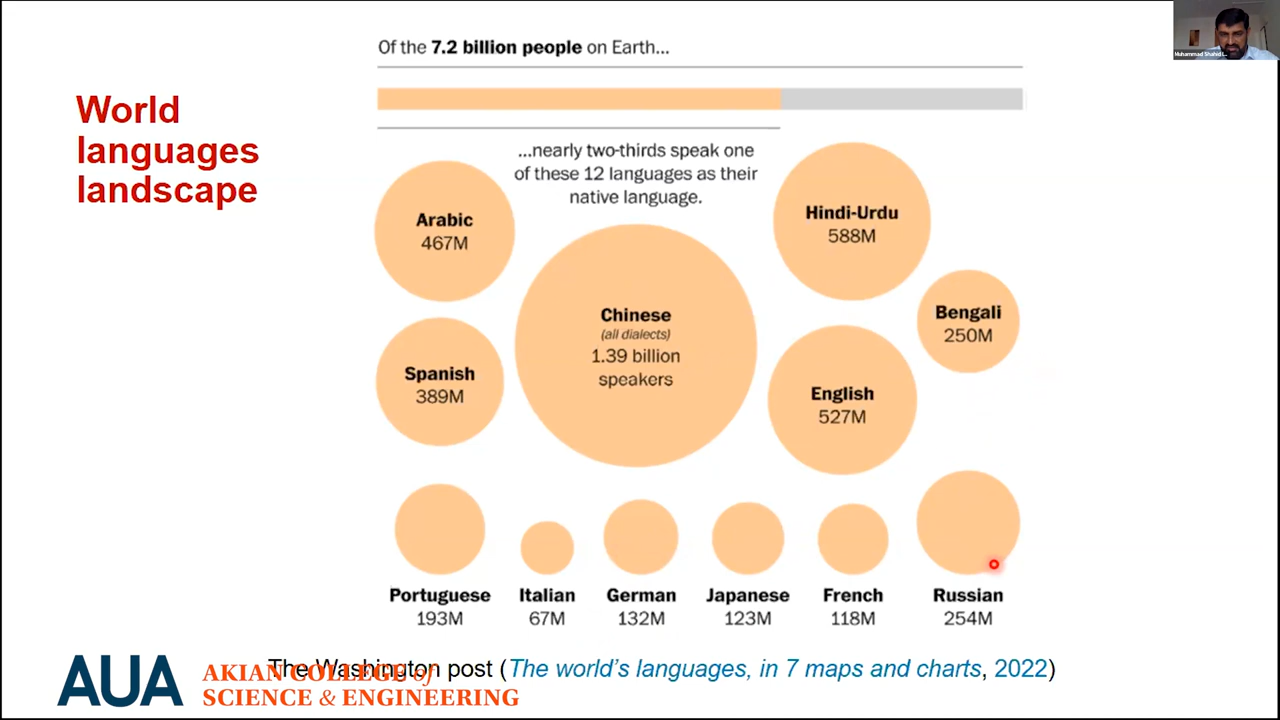 Of the 7.2 billion people on Earth...
World
languages
landscape
...nearly two-thirds speak one
of these 12 languages as their
native language.
Arabic
467M
Hindi-Urdu
588M
Chinese
(all dialects)
1.39 billion
speakers
Bengali
250M
Spanish
389M
English
527M
Portuguese
193M
Italian
67M
German
132M
Japanese
123M
French
118M
Russian
254M
The Washington post (The world's languages, in 7 maps and charts, 2022)
AUA
AKIAN COLLEGE of
SCIENCE & ENGINEERING